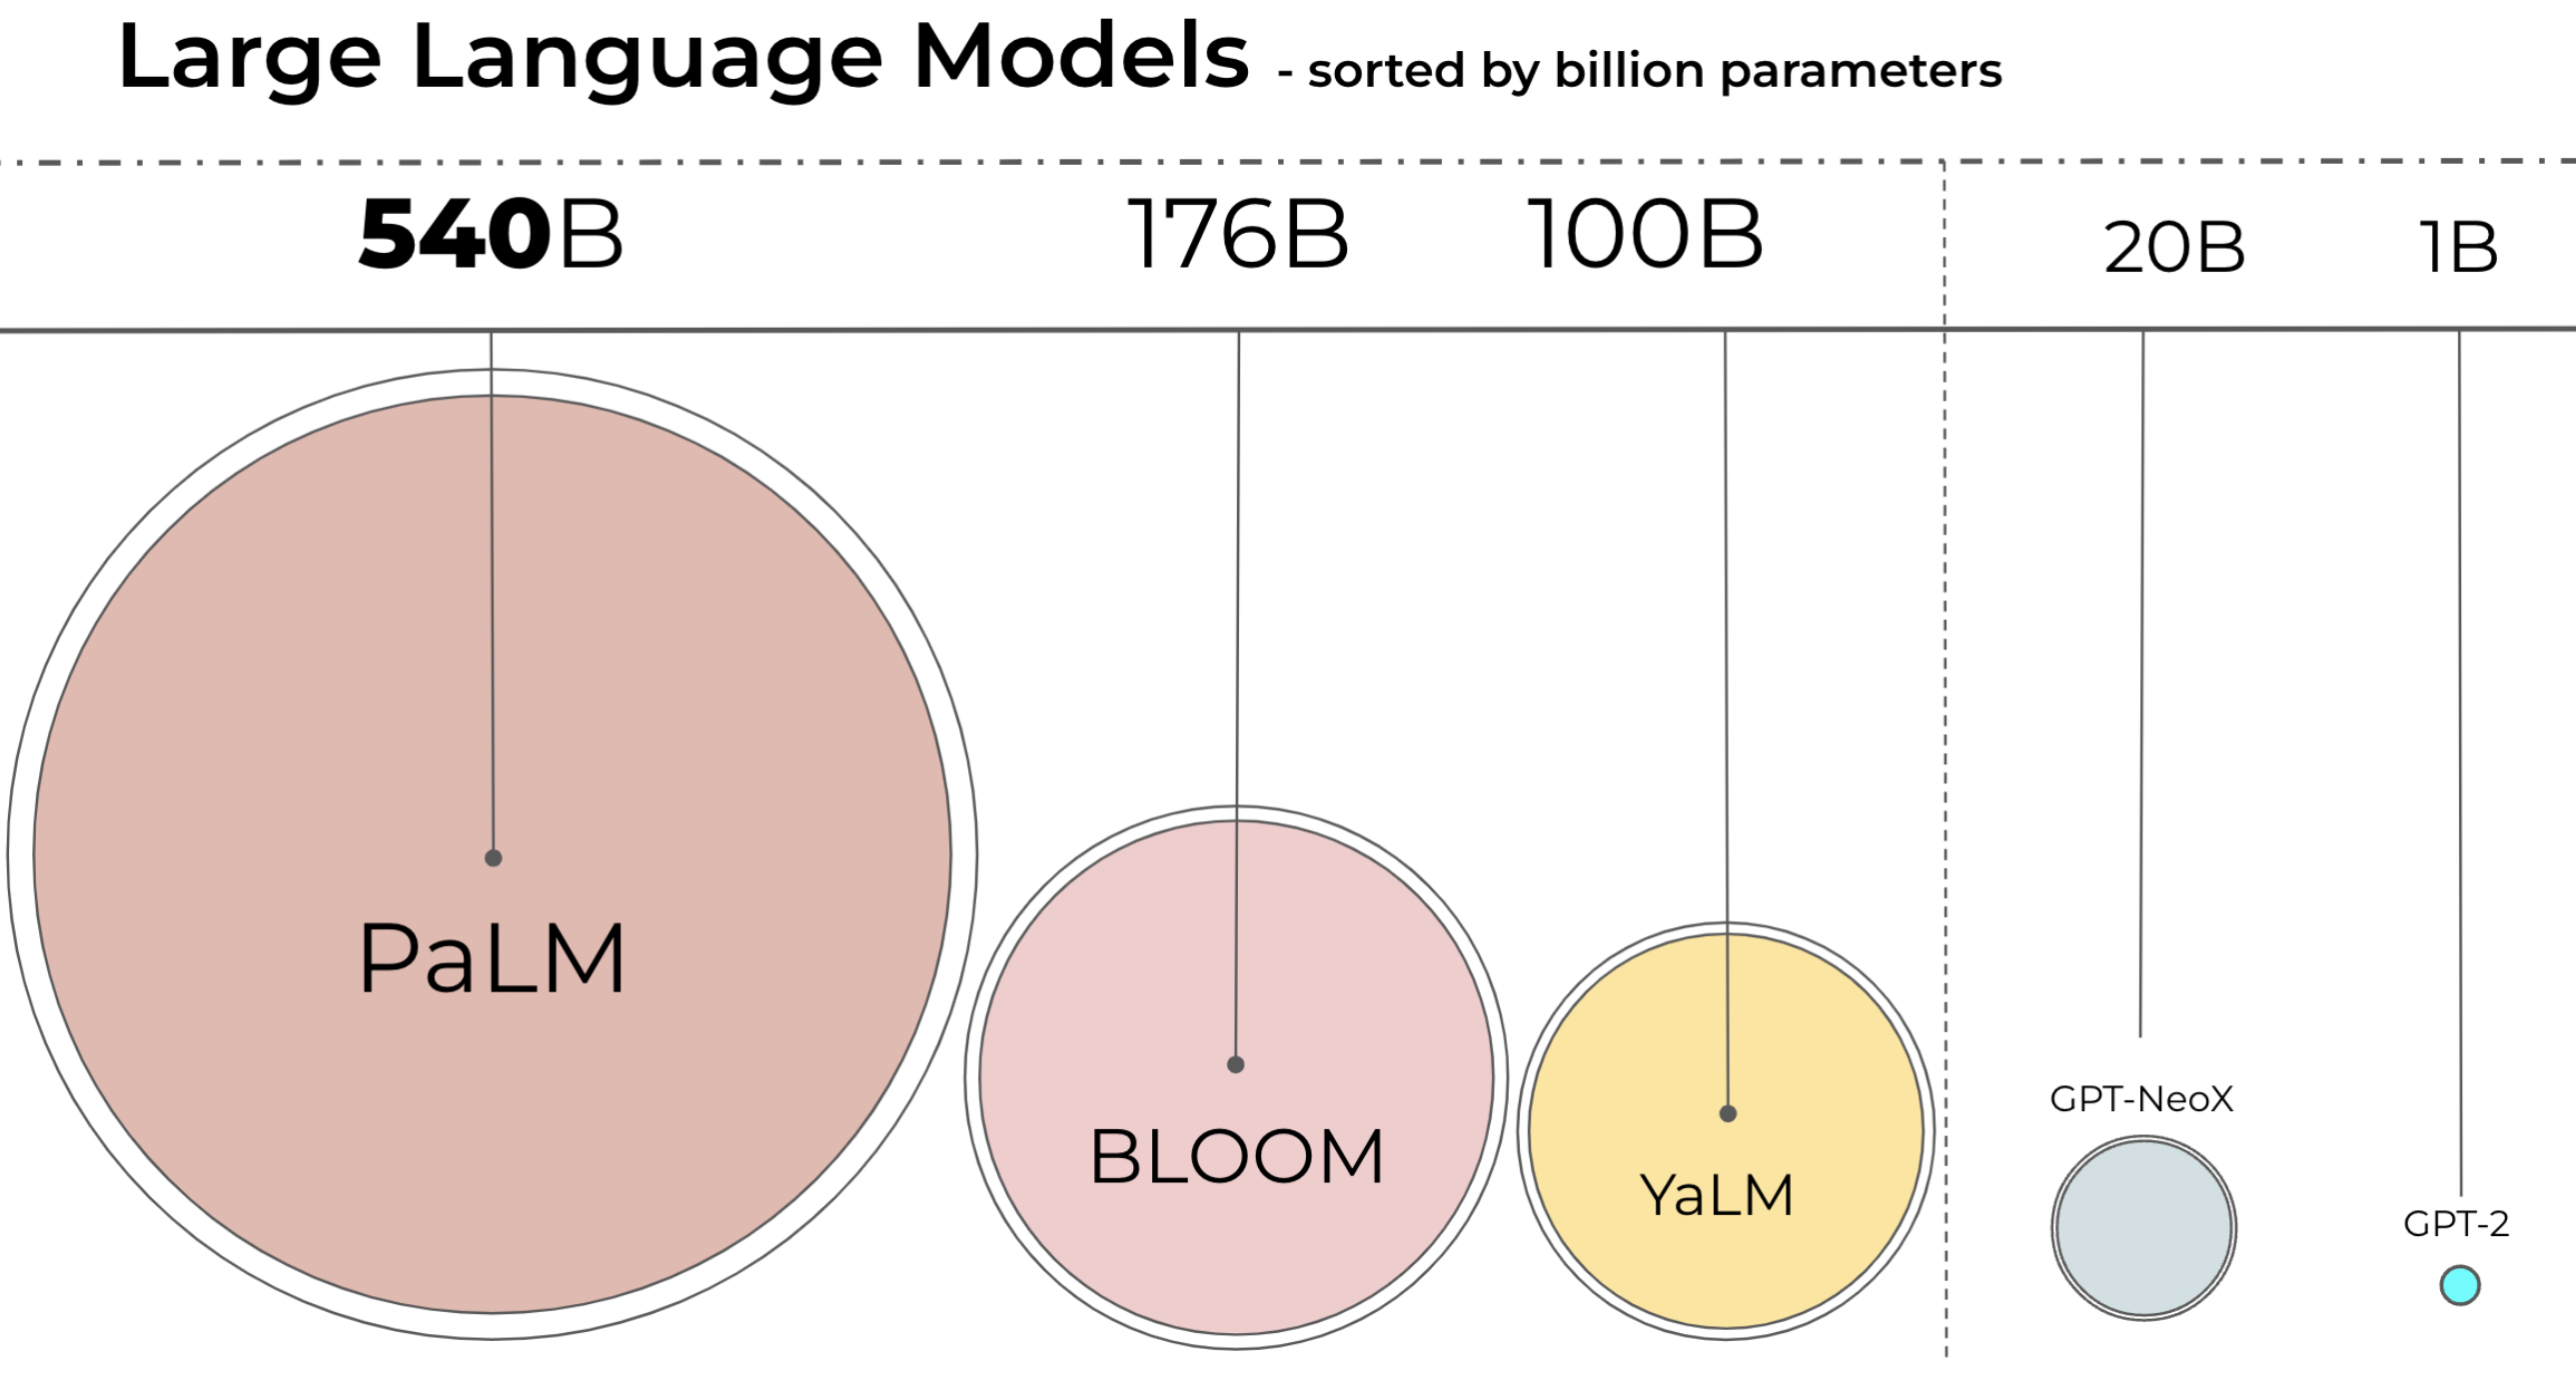 Large Language Models - sorted by billion parameters
540B 176B 100B 20B 1B
PaLM
BLOOM
YaLM
GPT-NeoX
GPT-2